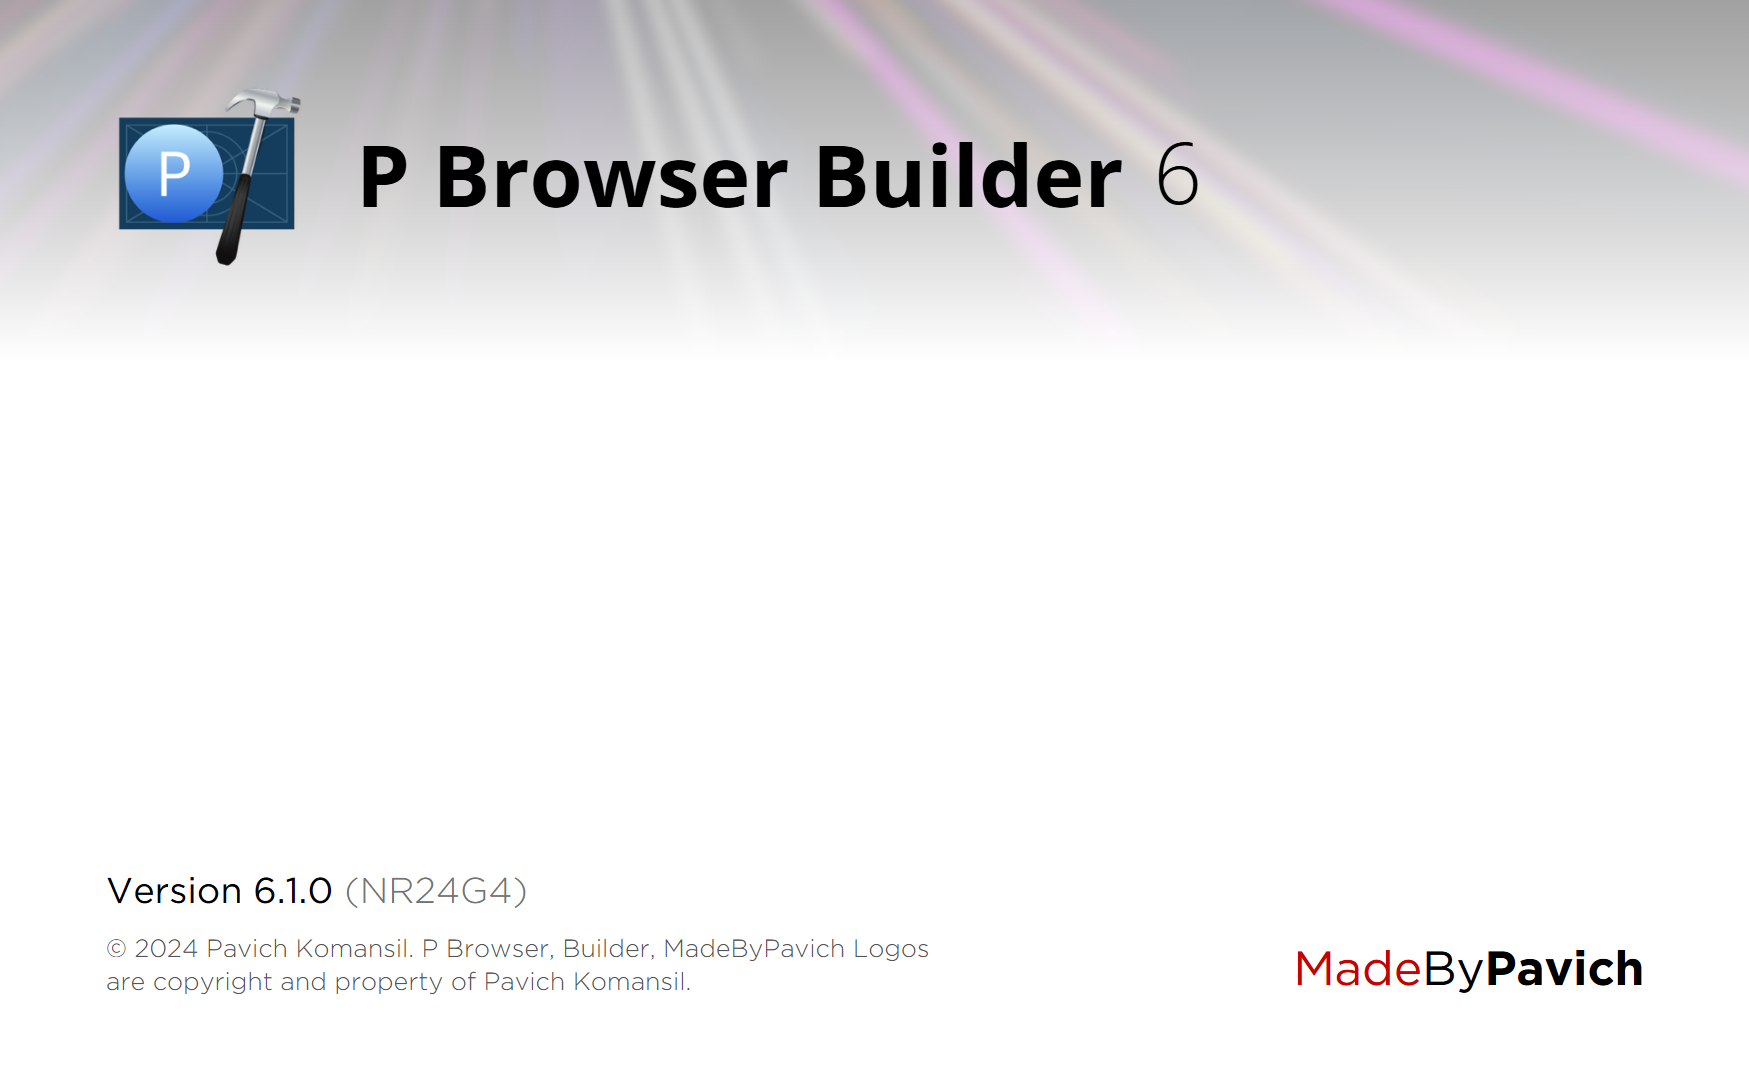 P
P Browser Builder 6
Version 6.1.0 (NR24G4)
© 2024 Pavich Komansil. P Browser, Builder, MadeByPavich Logos
are copyright and property of Pavich Komansil.
MadeByPavich